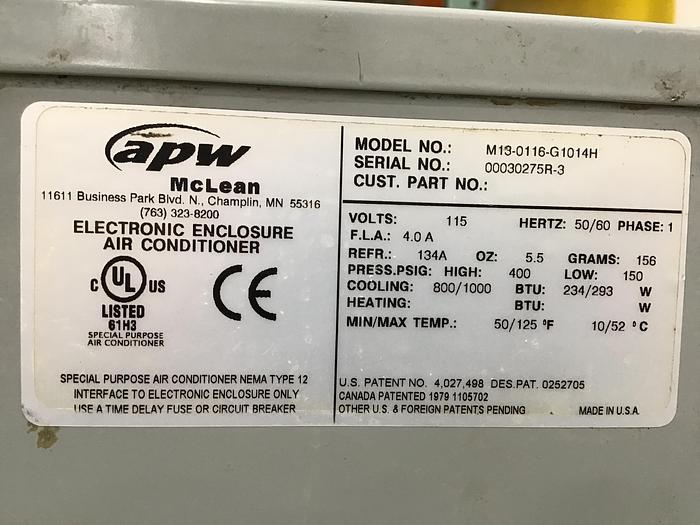 apw
McLean
11611 Business Park Blvd. N., Champlin, MN 55316
(763) 323-8200
ELECTRONIC ENCLOSURE
AIR CONDITIONER
C UL US
LISTED
61H3
SPECIAL PURPOSE
AIR CONDITIONER
CE
SPECIAL PURPOSE AIR CONDITIONER NEMA TYPE 12
INTERFACE TO ELECTRONIC ENCLOSURE ONLY
USE A TIME DELAY FUSE OR CIRCUIT BREAKER
MODEL NO.: M13-0116-G1014H
SERIAL NO.: 00030275R-3
CUST. PART NO.:
VOLTS: 115 HERTZ: 50/60 PHASE: 1
F.L.A.: 4.0 A
REFR.: 134A OZ: 5.5 GRAMS: 156
PRESS.PSIG: HIGH: 400 LOW: 150
COOLING: 800/1000 BTU: 234/293 W
HEATING: BTU: W
MIN/MAX TEMP.: 50/125 °F 10/52 °C
U.S. PATENT NO. 4,027,498 DES.PAT. 0252705
CANADA PATENTED 1979 1105702
OTHER U.S. & FOREIGN PATENTS PENDING MADE IN U.S.A.